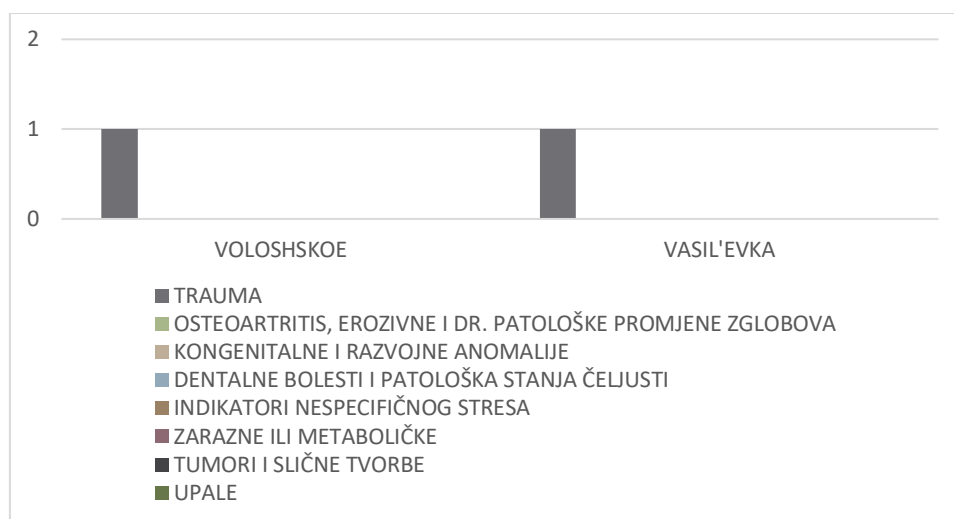 2
1
0
VOLOSHSKOE VASIL'EVKA
TRAUMA
OSTEOARTRITIS, EROZIVNE I DR. PATOLOŠKE PROMJENE ZGLOBOVA
KONGENITALNE I RAZVOJNE ANOMALIJE
DENTALNE BOLESTI I PATOLOŠKA STANJA ČELJUSTI
INDIKATORI NESPECIFIČNOG STRESA
ZARAZNE ILI METABOLIČKE
TUMORI I SLIČNE TVORBE
UPALE